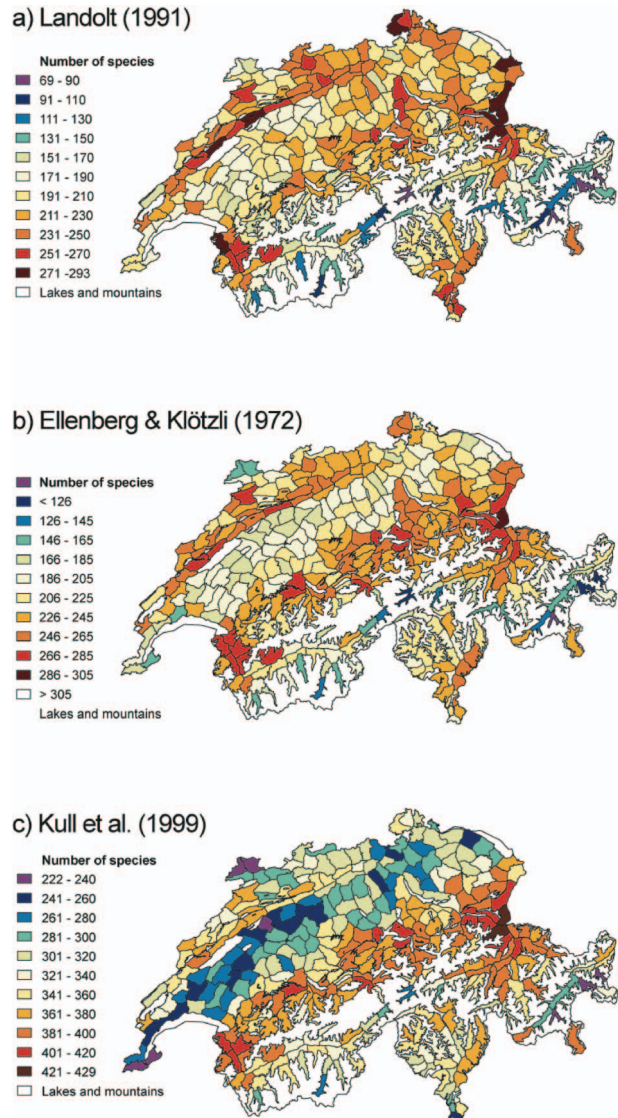 a) Landolt (1991)
Number of species
69 - 90
91 - 110
111 - 130
131 - 150
151 - 170
171 - 190
191 - 210
211 - 230
231 - 250
251 - 270
271 -293
Lakes and mountains
b) Ellenberg & Klötzli (1972)
Number of species
< 126
126 - 145
146 - 165
166 - 185
186 - 205
206 - 225
226 - 245
246 - 265
266 - 285
286 - 305
> 305
Lakes and mountains
c) Kull et al. (1999)
Number of species
222 - 240
241 - 260
261 - 280
281 - 300
301 - 320
321 - 340
341 - 360
361 - 380
381 - 400
401 - 420
421 - 429
Lakes and mountains